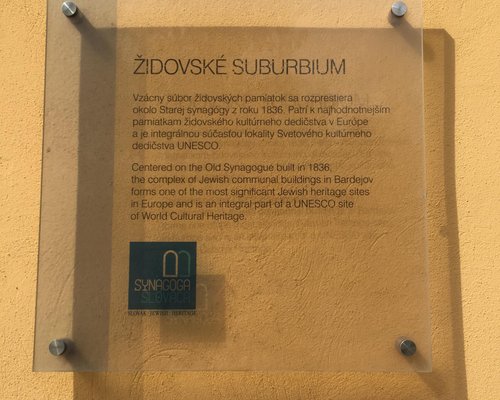 ŽIDOVSKÉ SUBURBIUM
Vzácny súbor židovských pamiatok sa rozprestiera
okolo Starej synagógy z roku 1836. Patrí k najhodnotnejším
pamiatkam židovského kultúrneho dedičstva v Európe
a je integrálnou súčasťou lokality Svetového kultúrneho
dedičstva UNESCO.
Centered on the Old Synagogue built in 1836,
the complex of Jewish communal buildings in Bardejov
forms one of the most significant Jewish heritage sites
in Europe and is an integral part of a UNESCO site
of World Cultural Heritage.
SYNAGOGA
SLOVACA
SLOVAK JEWISH HERITAGE